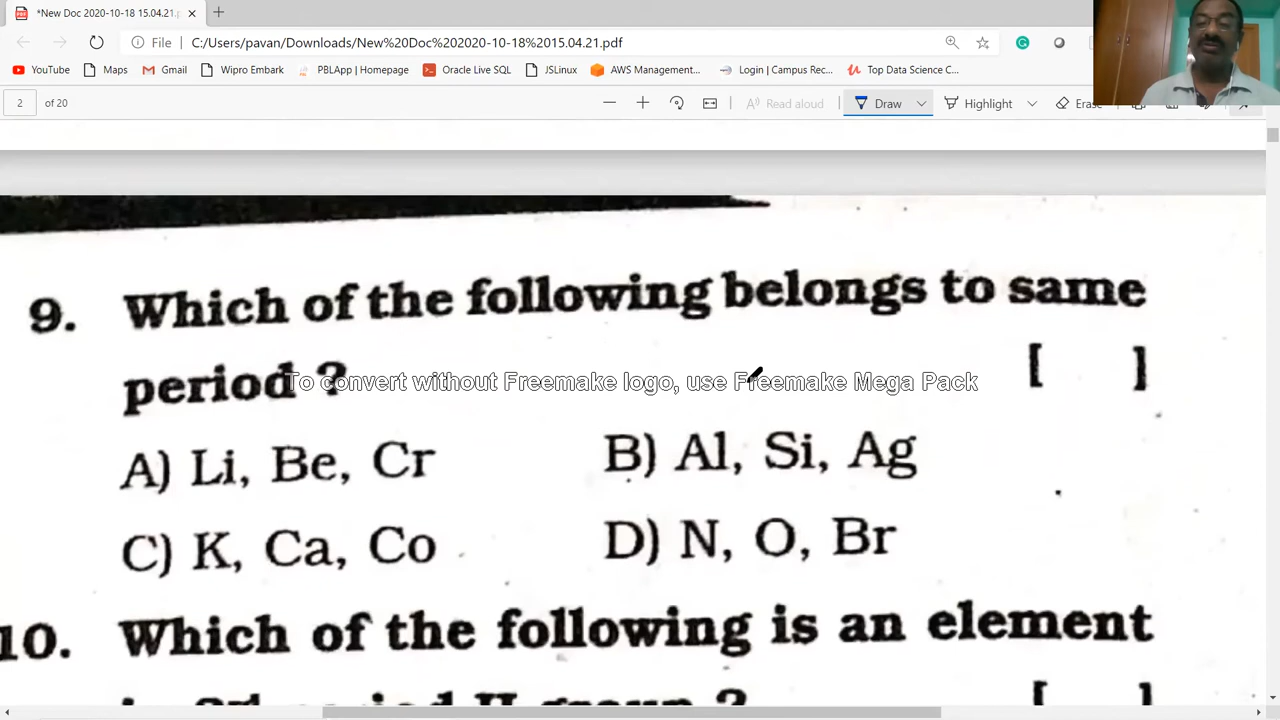 *New Doc 2020-10-18 15.04.21.p
File C:/Users/pavan/Downloads/New%20Doc%202020-10-18%2015.04.21.pdf
YouTube Maps Gmail Wipro Embark PBLApp | Homepage Oracle Live SQL JSLinux AWS Management... Login | Campus Rec... Top Data Science C...
2 of 20 Read aloud Draw Highlight
9. Which of the following belongs to same
period ? [ ]
To convert without Freemake logo, use Freemake Mega Pack
A) Li, Be, Cr B) Al, Si, Ag
C) K, Ca, Co D) N, O, Br
10. Which of the following is an element